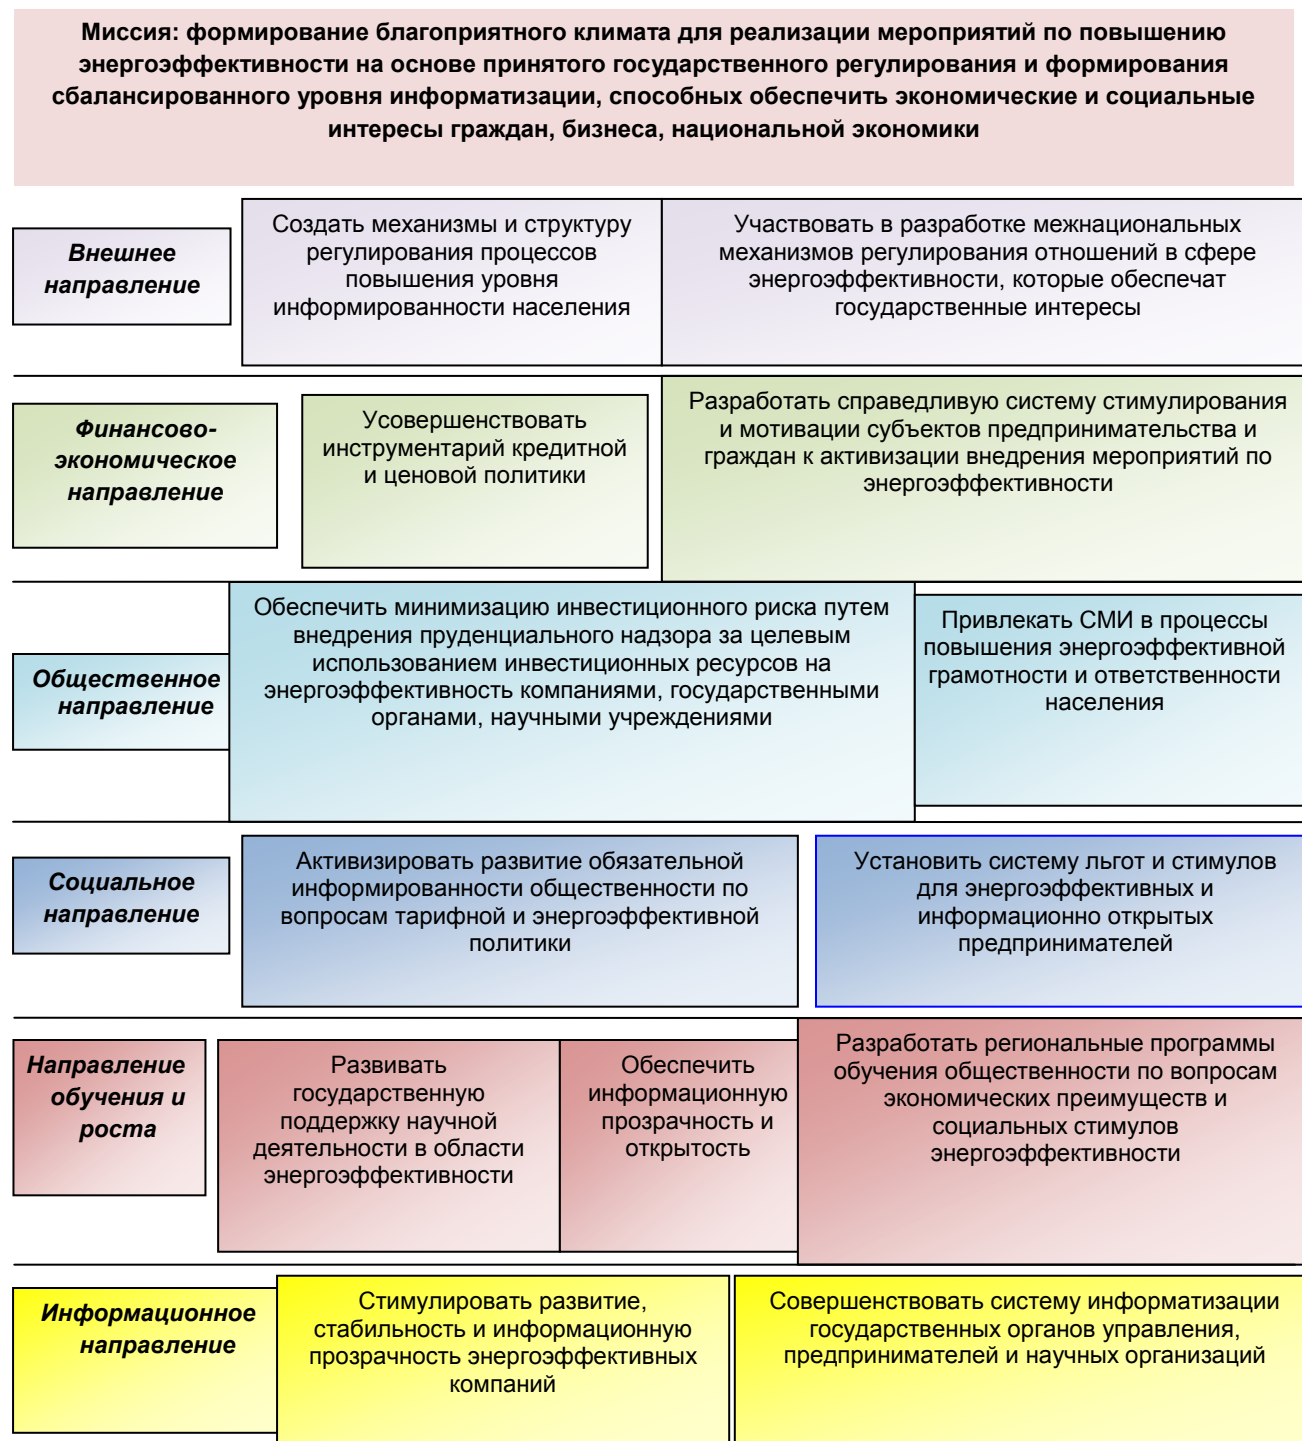 Миссия: формирование благоприятного климата для реализации мероприятий по повышению
энергоэффективности на основе принятого государственного регулирования и формирования
сбалансированного уровня информатизации, способных обеспечить экономические и социальные
интересы граждан, бизнеса, национальной экономики
Внешнее
направление
Создать механизмы и структуру
регулирования процессов
повышения уровня
информированности населения
Участвовать в разработке межнациональных
механизмов регулирования отношений в сфере
энергоэффективности, которые обеспечат
государственные интересы
Финансово-
экономическое
направление
Усовершенствовать
инструментарий кредитной
и ценовой политики
Разработать справедливую систему стимулирования
и мотивации субъектов предпринимательства и
граждан к активизации внедрения мероприятий по
энергоэффективности
Общественное
направление
Обеспечить минимизацию инвестиционного риска путем
внедрения пруденциального надзора за целевым
использованием инвестиционных ресурсов на
энергоэффективность компаниями, государственными
органами, научными учреждениями
Привлекать СМИ в процессы
повышения энергоэффективной
грамотности и ответственности
населения
Социальное
направление
Активизировать развитие обязательной
информированности общественности по
вопросам тарифной и энергоэффективной
политики
Установить систему льгот и стимулов
для энергоэффективных и
информационно открытых
предпринимателей
Направление
обучения и
роста
Развивать
государственную
поддержку научной
деятельности в области
энергоэффективности
Обеспечить
информационную
прозрачность и
открытость
Разработать региональные программы
обучения общественности по вопросам
экономических преимуществ и
социальных стимулов
энергоэффективности
Информационное
направление
Стимулировать развитие,
стабильность и информационную
прозрачность энергоэффективных
компаний
Совершенствовать систему информатизации
государственных органов управления,
предпринимателей и научных организаций